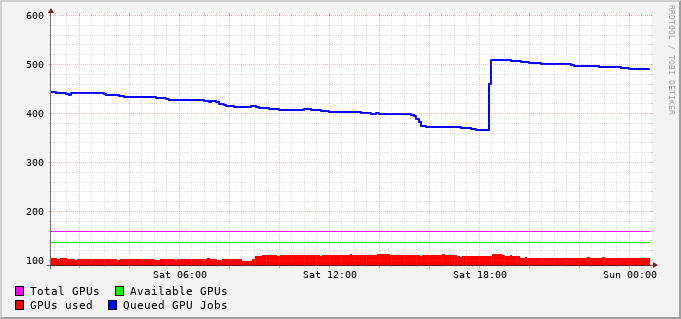 600
500
400
300
200
100
Sat 06:00 Sat 12:00 Sat 18:00 Sun 00:00
Total GPUs Available GPUs
GPUs used Queued GPU Jobs
RRDTOOL / TOBI OETIKER